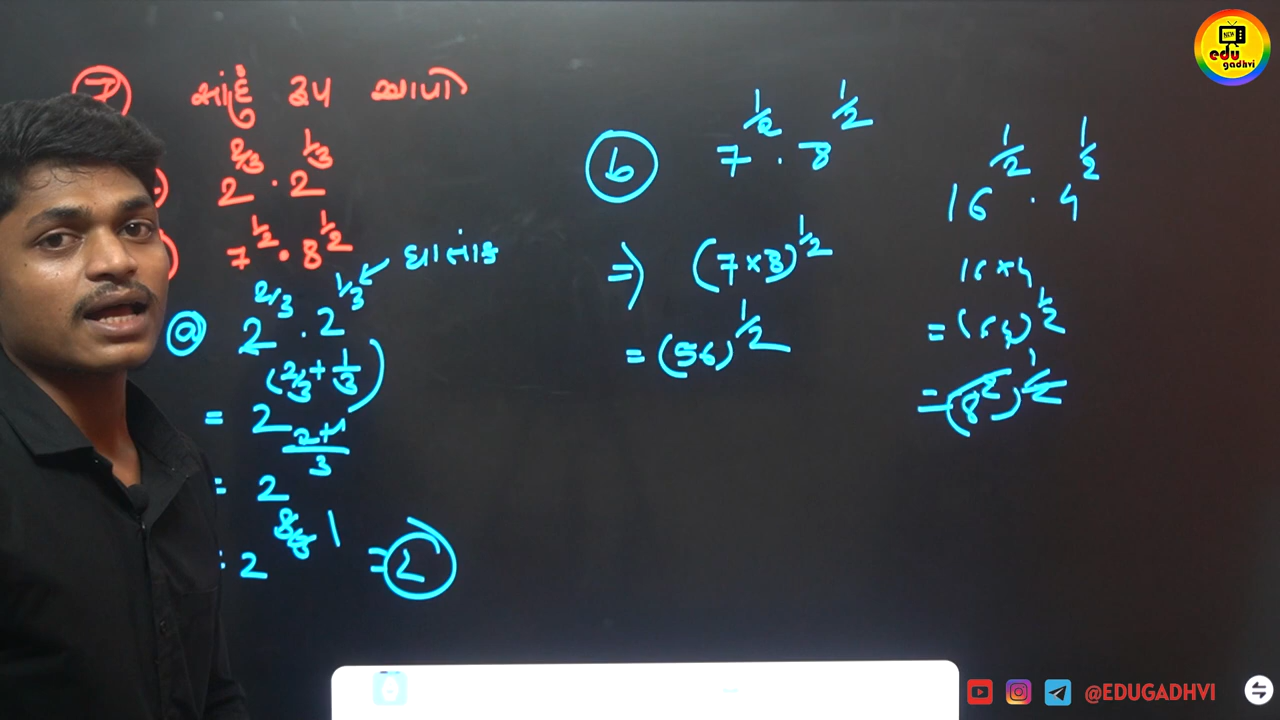 સાદું રૂપ આપો
2^(2/3) · 2^(1/3)
7^(1/2) · 8^(1/2)
ⓐ 2^(2/3) · 2^(1/3) ← ઘાતાંક
= 2^(2/3 + 1/3)
= 2^((2+1)/3)
= 2^(3/3) 1 = 2
ⓑ 7^(1/2) · 8^(1/2)
⇒ (7×8)^(1/2)
= (56)^(1/2)
16^(1/2) · 4^(1/2)
16×4
= (64)^(1/2)
= (8^2)^(1/2)
NEW
edu
gadhvi
@EDUGADHVI